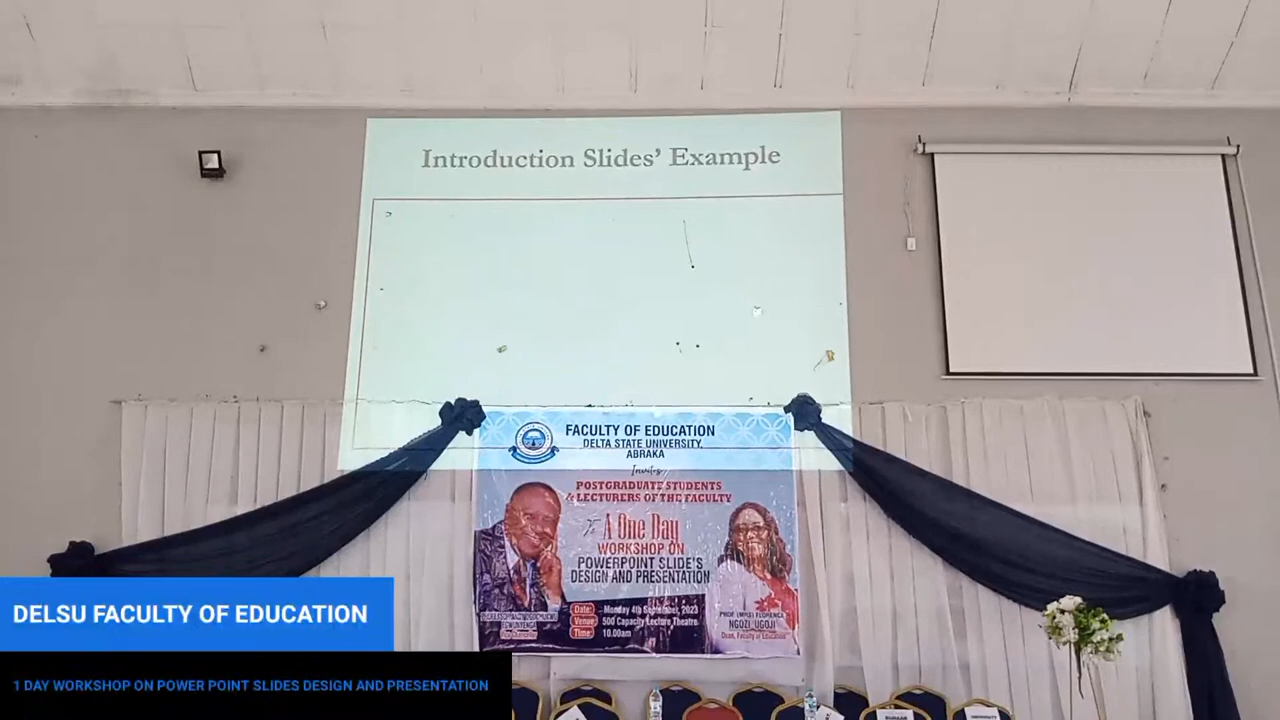 Introduction Slides' Example
FACULTY OF EDUCATION
DELTA STATE UNIVERSITY,
ABRAKA
Invites
POSTGRADUATE STUDENTS
& LECTURERS OF THE FACULTY
To A One Day
WORKSHOP ON
POWERPOINT SLIDE'S
DESIGN AND PRESENTATION
Date: Monday 4th September, 2023
Venue: 500 Capacity Lecture Theatre
Time: 10.00am
Vice Chancellor
PROF. (MRS) FLORENCE
NGOZI UGOJI
Dean, Faculty of Education
DELSU FACULTY OF EDUCATION
1 DAY WORKSHOP ON POWER POINT SLIDES DESIGN AND PRESENTATION